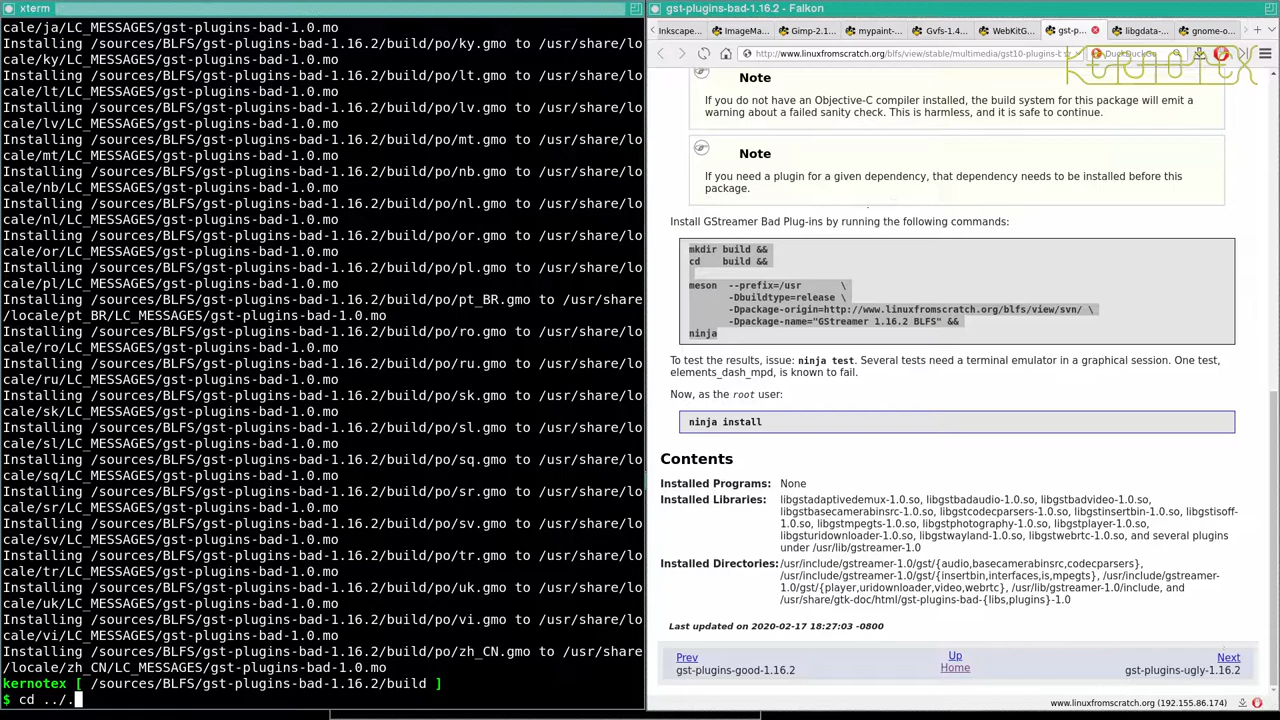 xterm
cale/ja/LC_MESSAGES/gst-plugins-bad-1.0.mo
Installing /sources/BLFS/gst-plugins-bad-1.16.2/build/po/ky.gmo to /usr/share/lo
cale/ky/LC_MESSAGES/gst-plugins-bad-1.0.mo
Installing /sources/BLFS/gst-plugins-bad-1.16.2/build/po/lt.gmo to /usr/share/lo
cale/lt/LC_MESSAGES/gst-plugins-bad-1.0.mo
Installing /sources/BLFS/gst-plugins-bad-1.16.2/build/po/lv.gmo to /usr/share/lo
cale/lv/LC_MESSAGES/gst-plugins-bad-1.0.mo
Installing /sources/BLFS/gst-plugins-bad-1.16.2/build/po/mt.gmo to /usr/share/lo
cale/mt/LC_MESSAGES/gst-plugins-bad-1.0.mo
Installing /sources/BLFS/gst-plugins-bad-1.16.2/build/po/nb.gmo to /usr/share/lo
cale/nb/LC_MESSAGES/gst-plugins-bad-1.0.mo
Installing /sources/BLFS/gst-plugins-bad-1.16.2/build/po/nl.gmo to /usr/share/lo
cale/nl/LC_MESSAGES/gst-plugins-bad-1.0.mo
Installing /sources/BLFS/gst-plugins-bad-1.16.2/build/po/or.gmo to /usr/share/lo
cale/or/LC_MESSAGES/gst-plugins-bad-1.0.mo
Installing /sources/BLFS/gst-plugins-bad-1.16.2/build/po/pl.gmo to /usr/share/lo
cale/pl/LC_MESSAGES/gst-plugins-bad-1.0.mo
Installing /sources/BLFS/gst-plugins-bad-1.16.2/build/po/pt_BR.gmo to /usr/share
/locale/pt_BR/LC_MESSAGES/gst-plugins-bad-1.0.mo
Installing /sources/BLFS/gst-plugins-bad-1.16.2/build/po/ro.gmo to /usr/share/lo
cale/ro/LC_MESSAGES/gst-plugins-bad-1.0.mo
Installing /sources/BLFS/gst-plugins-bad-1.16.2/build/po/ru.gmo to /usr/share/lo
cale/ru/LC_MESSAGES/gst-plugins-bad-1.0.mo
Installing /sources/BLFS/gst-plugins-bad-1.16.2/build/po/sk.gmo to /usr/share/lo
cale/sk/LC_MESSAGES/gst-plugins-bad-1.0.mo
Installing /sources/BLFS/gst-plugins-bad-1.16.2/build/po/sl.gmo to /usr/share/lo
cale/sl/LC_MESSAGES/gst-plugins-bad-1.0.mo
Installing /sources/BLFS/gst-plugins-bad-1.16.2/build/po/sq.gmo to /usr/share/lo
cale/sq/LC_MESSAGES/gst-plugins-bad-1.0.mo
Installing /sources/BLFS/gst-plugins-bad-1.16.2/build/po/sr.gmo to /usr/share/lo
cale/sr/LC_MESSAGES/gst-plugins-bad-1.0.mo
Installing /sources/BLFS/gst-plugins-bad-1.16.2/build/po/sv.gmo to /usr/share/lo
cale/sv/LC_MESSAGES/gst-plugins-bad-1.0.mo
Installing /sources/BLFS/gst-plugins-bad-1.16.2/build/po/tr.gmo to /usr/share/lo
cale/tr/LC_MESSAGES/gst-plugins-bad-1.0.mo
Installing /sources/BLFS/gst-plugins-bad-1.16.2/build/po/uk.gmo to /usr/share/lo
cale/uk/LC_MESSAGES/gst-plugins-bad-1.0.mo
Installing /sources/BLFS/gst-plugins-bad-1.16.2/build/po/vi.gmo to /usr/share/lo
cale/vi/LC_MESSAGES/gst-plugins-bad-1.0.mo
Installing /sources/BLFS/gst-plugins-bad-1.16.2/build/po/zh_CN.gmo to /usr/share
/locale/zh_CN/LC_MESSAGES/gst-plugins-bad-1.0.mo
kernotex [ /sources/BLFS/gst-plugins-bad-1.16.2/build ]
$ cd ../.
gst-plugins-bad-1.16.2 - Falkon
Inkscape... ImageMa... Gimp-2.1... mypaint-... Gvfs-1.4... WebKitG... gst-p... libgdata-... gnome-o...
http://www.linuxfromscratch.org/blfs/view/stable/multimedia/gst10-plugins-b DuckDuckGo
KERNOTEX
Note
If you do not have an Objective-C compiler installed, the build system for this package will emit a
warning about a failed sanity check. This is harmless, and it is safe to continue.
Note
If you need a plugin for a given dependency, that dependency needs to be installed before this
package.
Install GStreamer Bad Plug-ins by running the following commands:
mkdir build &&
cd    build &&
meson  --prefix=/usr       \
-Dbuildtype=release \
-Dpackage-origin=http://www.linuxfromscratch.org/blfs/view/svn/ \
-Dpackage-name="GStreamer 1.16.2 BLFS" &&
ninja
To test the results, issue: ninja test. Several tests need a terminal emulator in a graphical session. One test,
elements_dash_mpd, is known to fail.
Now, as the root user:
ninja install
Contents
Installed Programs: None
Installed Libraries: libgstadaptivedemux-1.0.so, libgstbadaudio-1.0.so, libgstbadvideo-1.0.so,
libgstbasecamerabinsrc-1.0.so, libgstcodecparsers-1.0.so, libgstinsertbin-1.0.so, libgstisoff-
1.0.so, libgstmpegts-1.0.so, libgstphotography-1.0.so, libgstplayer-1.0.so,
libgsturidownloader-1.0.so, libgstwayland-1.0.so, libgstwebrtc-1.0.so, and several plugins
under /usr/lib/gstreamer-1.0
Installed Directories: /usr/include/gstreamer-1.0/gst/{audio,basecamerabinsrc,codecparsers},
/usr/include/gstreamer-1.0/gst/{insertbin,interfaces,is,mpegts}, /usr/include/gstreamer-
1.0/gst/{player,uridownloader,video,webrtc}, /usr/lib/gstreamer-1.0/include, and
/usr/share/gtk-doc/html/gst-plugins-bad-{libs,plugins}-1.0
Last updated on 2020-02-17 18:27:03 -0800
Prev Up Next
gst-plugins-good-1.16.2 Home gst-plugins-ugly-1.16.2
www.linuxfromscratch.org (192.155.86.174)